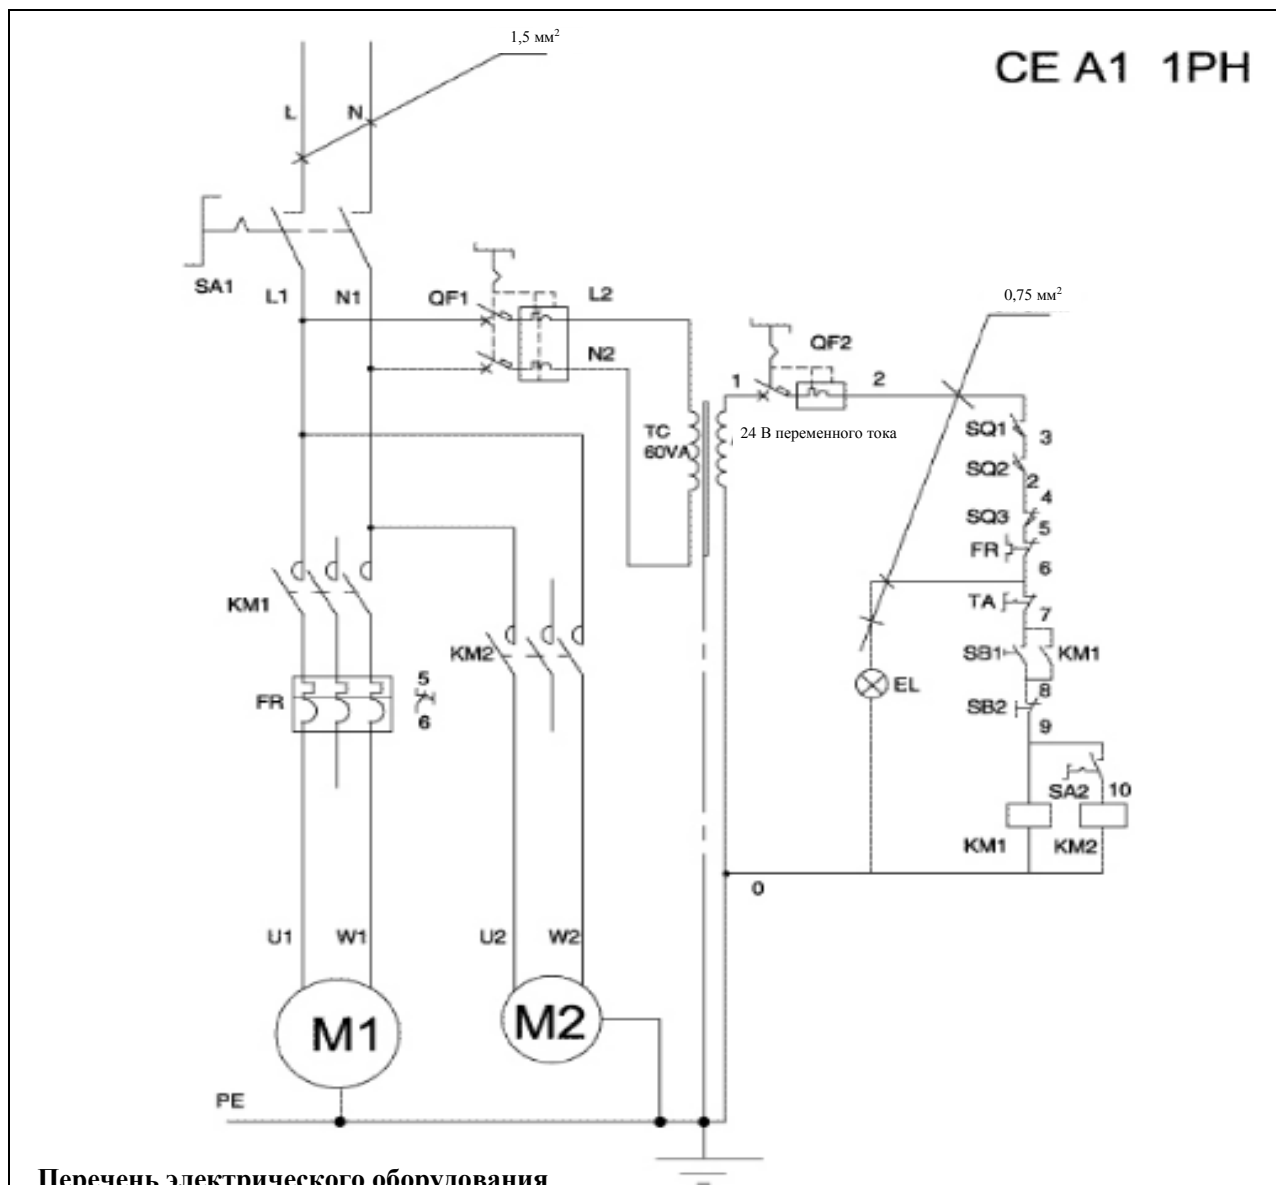 1,5 мм²
CE A1 1PH
L N
SA1
L1 N1
QF1
L2
N2
0,75 мм²
QF2
1
2
TC
60VA
24 В переменного тока
SQ1
3
SQ2
2
4
SQ3
5
FR
6
TA
7
KM1
KM2
SB1
KM1
EL
8
SB2
9
FR
5
6
SA2
10
KM1
KM2
0
U1
W1
U2
W2
M1
M2
PE
Перечень электрического оборудования